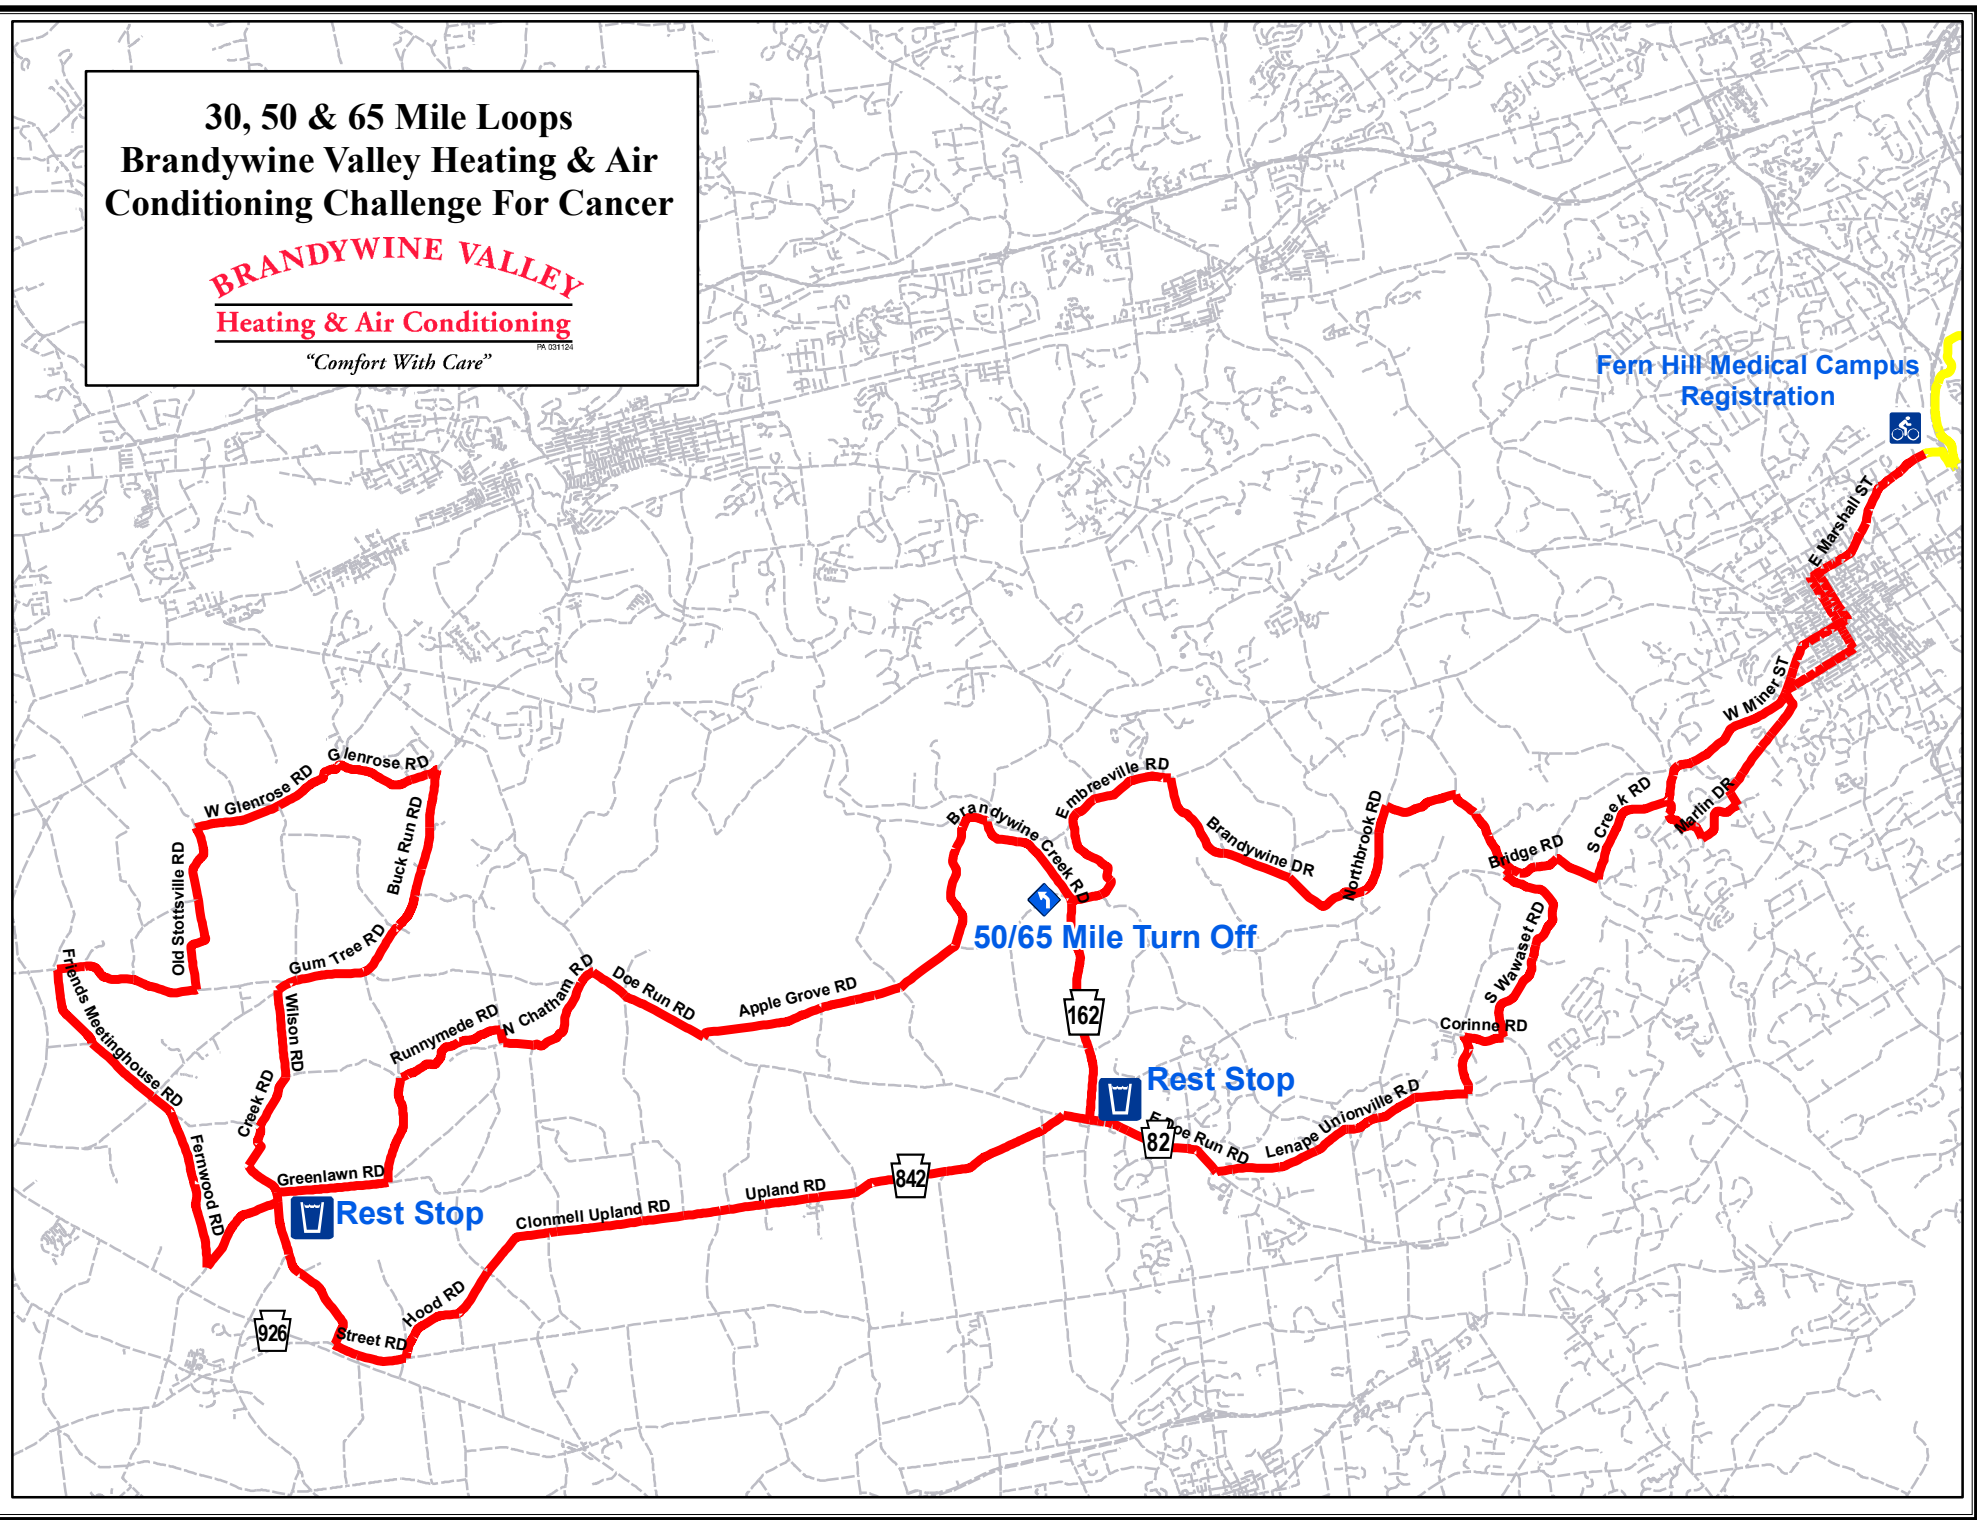 30, 50 & 65 Mile Loops
Brandywine Valley Heating & Air
Conditioning Challenge For Cancer
BRANDYWINE VALLEY
Heating & Air Conditioning
PA 031124
"Comfort With Care"
Fern Hill Medical Campus
Registration
E Marshall ST
W Miner ST
Marlin DR
S Creek RD
Bridge RD
Northbrook RD
Brandywine DR
Embreeville RD
Brandywine Creek RD
50/65 Mile Turn Off
162
Rest Stop
E Doe Run RD
82
Lenape Unionville RD
Corinne RD
S Wawaset RD
Glenrose RD
W Glenrose RD
Buck Run RD
Old Stottsville RD
Gum Tree RD
Friends Meetinghouse RD
Wilson RD
Runnymede RD
N Chatham RD
Doe Run RD
Apple Grove RD
Creek RD
Fernwood RD
Greenlawn RD
Rest Stop
842
Upland RD
Clonmell Upland RD
Hood RD
Street RD
926